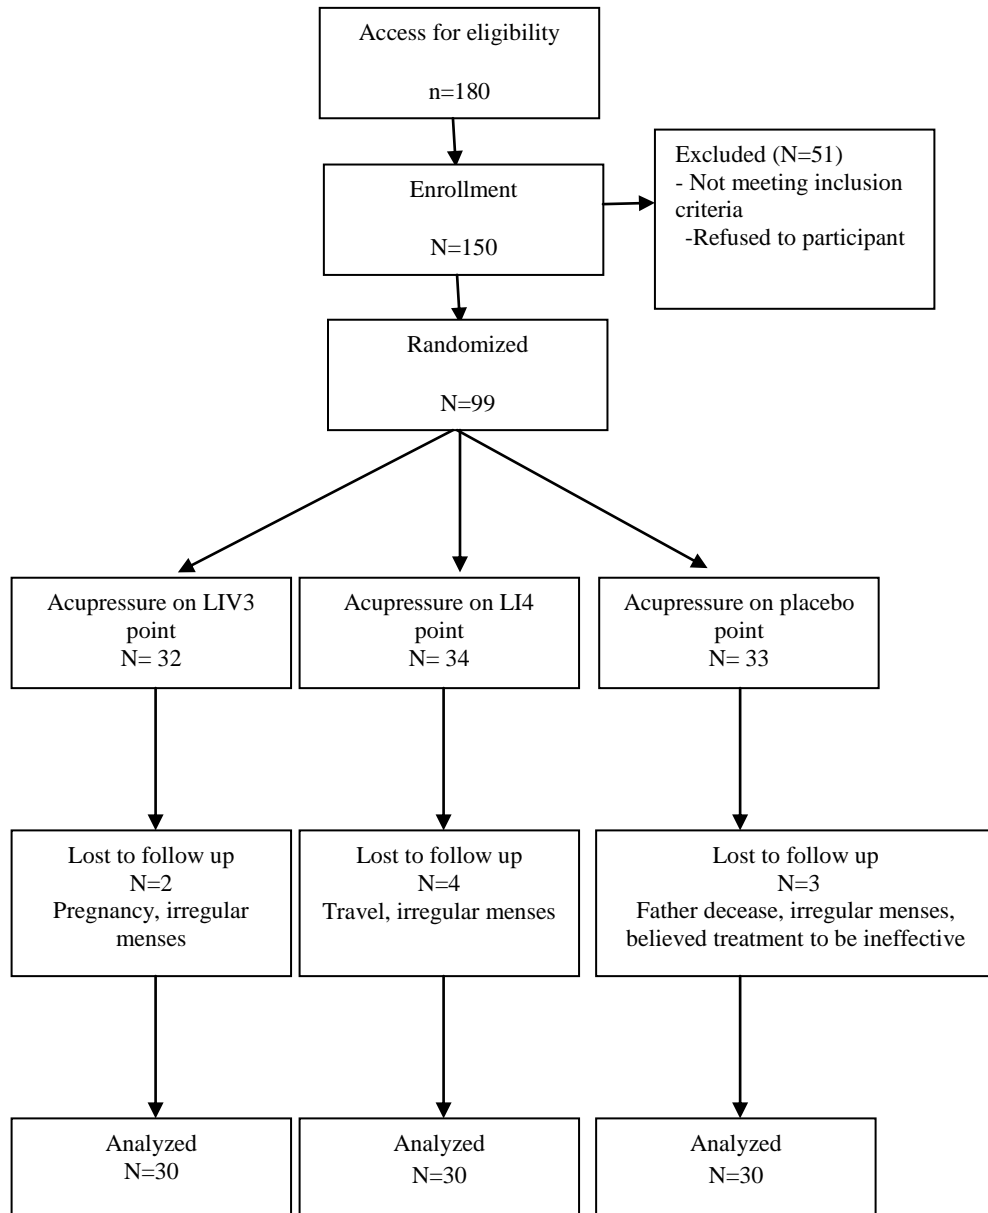 Access for eligibility
n=180
Excluded (N=51)
- Not meeting inclusion
criteria
-Refused to participant
Enrollment
N=150
Randomized
N=99
Acupressure on LIV3
point
N= 32
Acupressure on LI4
point
N= 34
Acupressure on placebo
point
N= 33
Lost to follow up
N=2
Pregnancy, irregular
menses
Lost to follow up
N=4
Travel, irregular menses
Lost to follow up
N=3
Father decease, irregular menses,
believed treatment to be ineffective
Analyzed
N=30
Analyzed
N=30
Analyzed
N=30